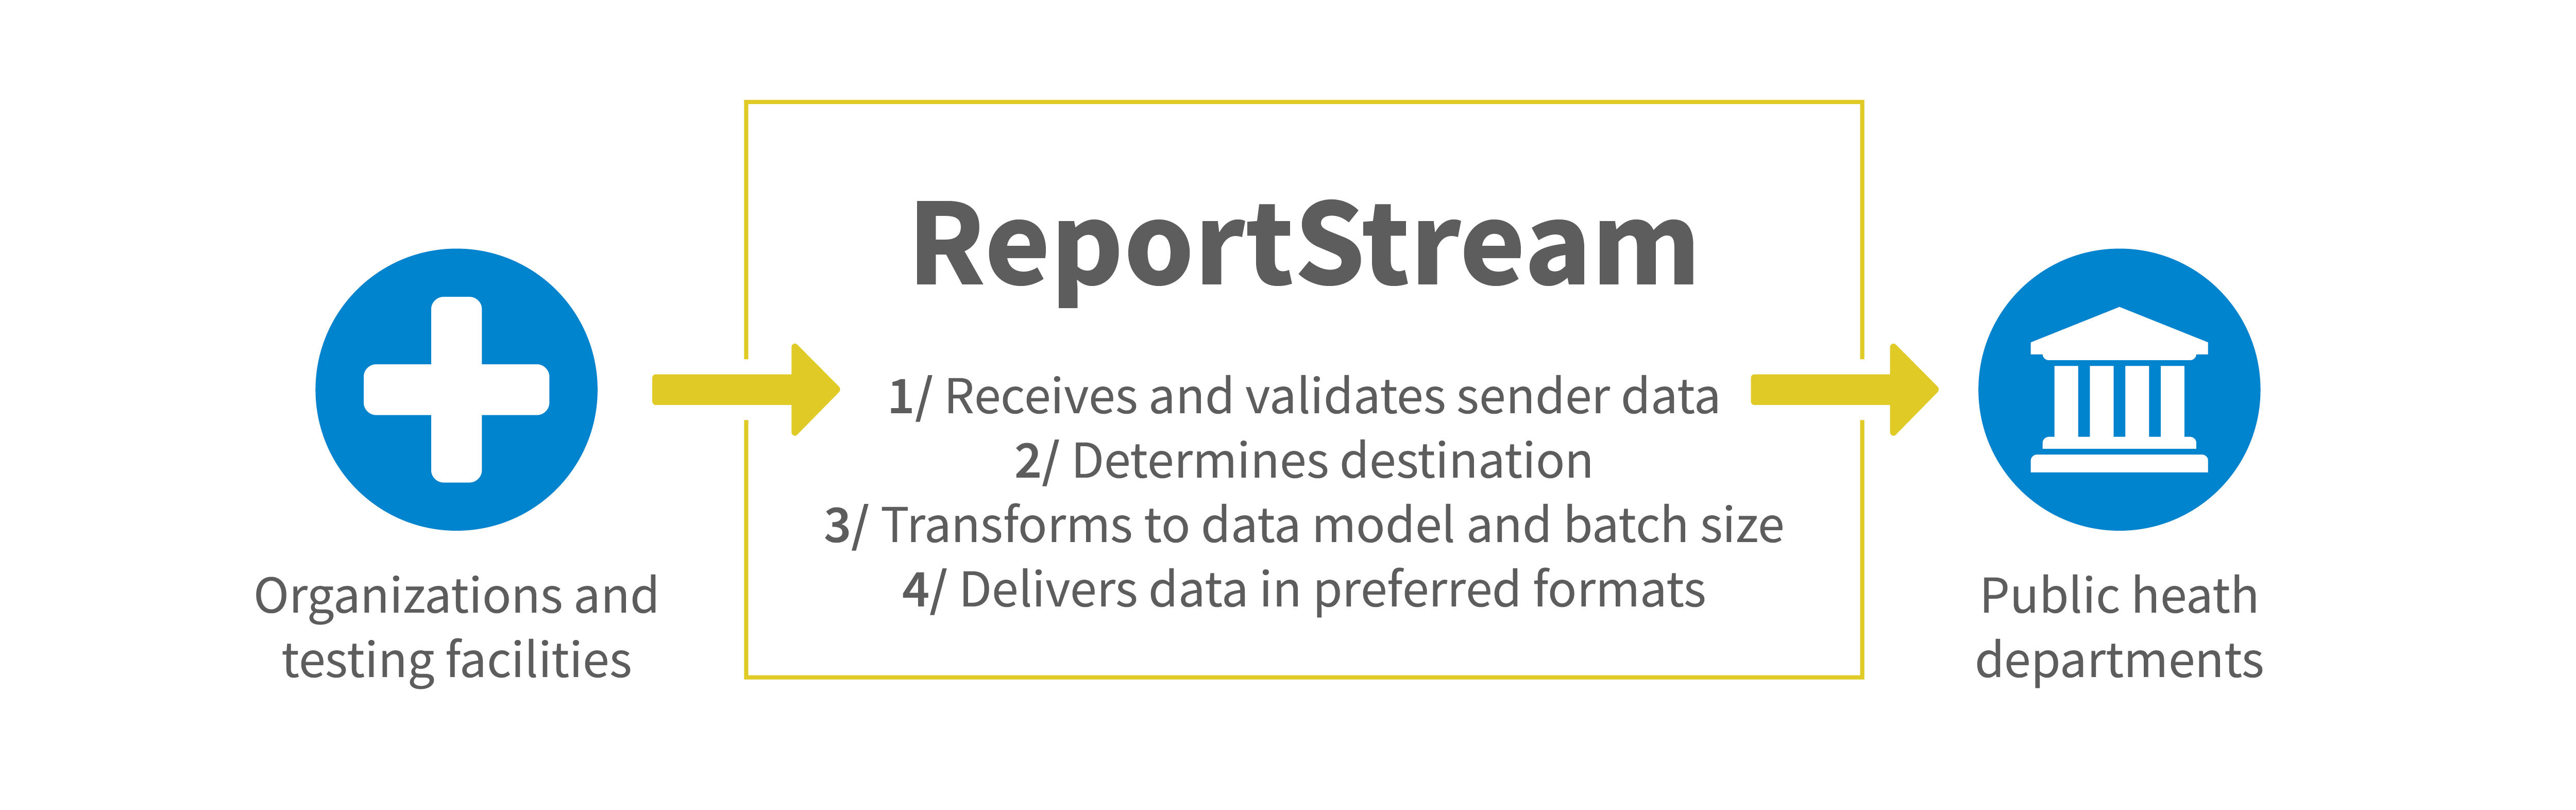 ReportStream
1/ Receives and validates sender data
2/ Determines destination
3/ Transforms to data model and batch size
4/ Delivers data in preferred formats
Organizations and
testing facilities
Public heath
departments